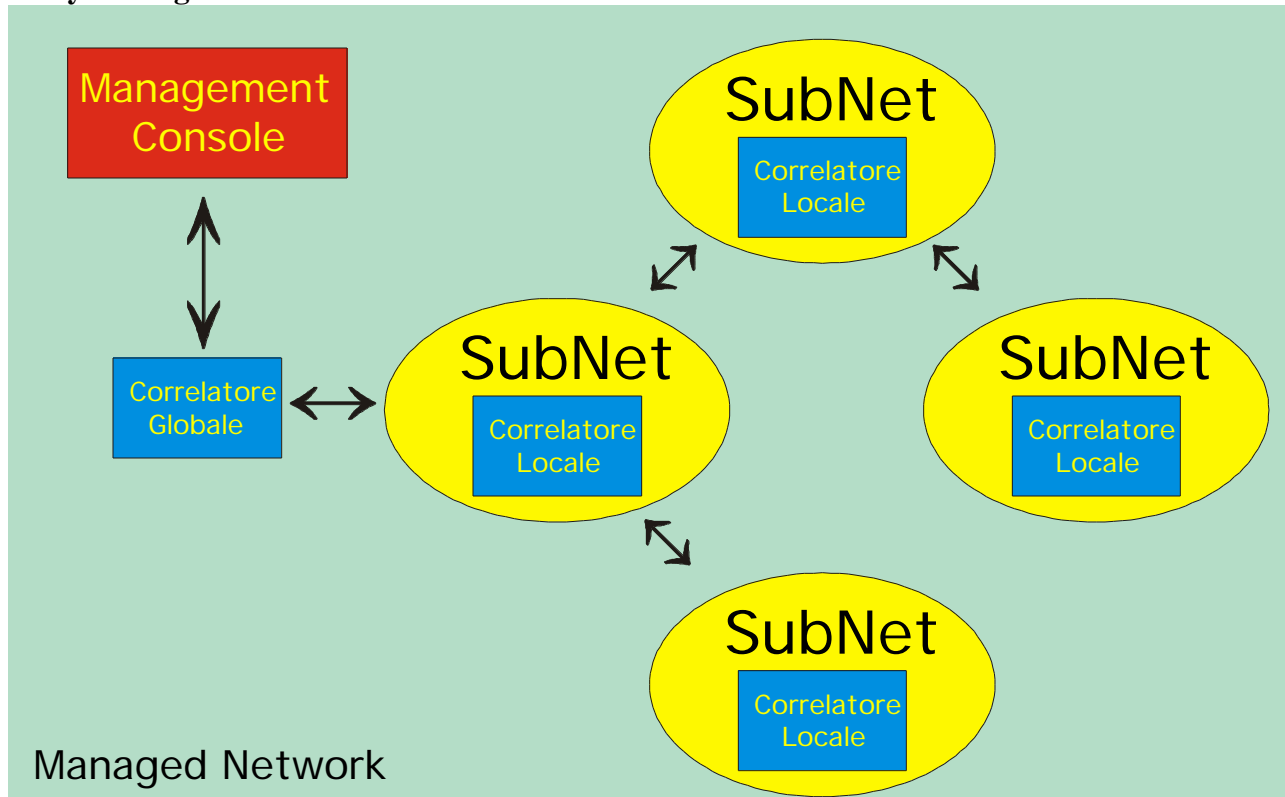 Management
Console
SubNet
Correlatore
Locale
Correlatore
Globale
SubNet
Correlatore
Locale
SubNet
Correlatore
Locale
SubNet
Correlatore
Locale
Managed Network